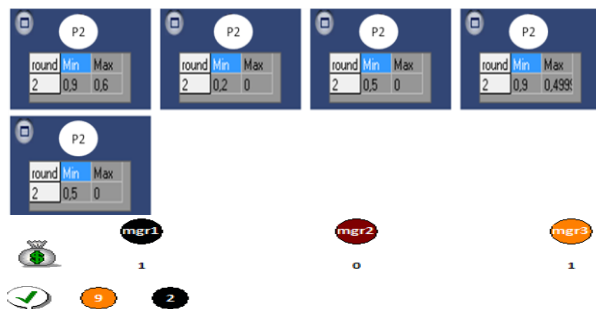 P2 P2 P2 P2
round Min Max round Min Max round Min Max round Min Max
2 0,9 0,6 2 0,2 0 2 0,5 0 2 0,9 0,499
P2
round Min Max
2 0,5 0
mgr1 mgr2 mgr3
$
1 0 1
9 2